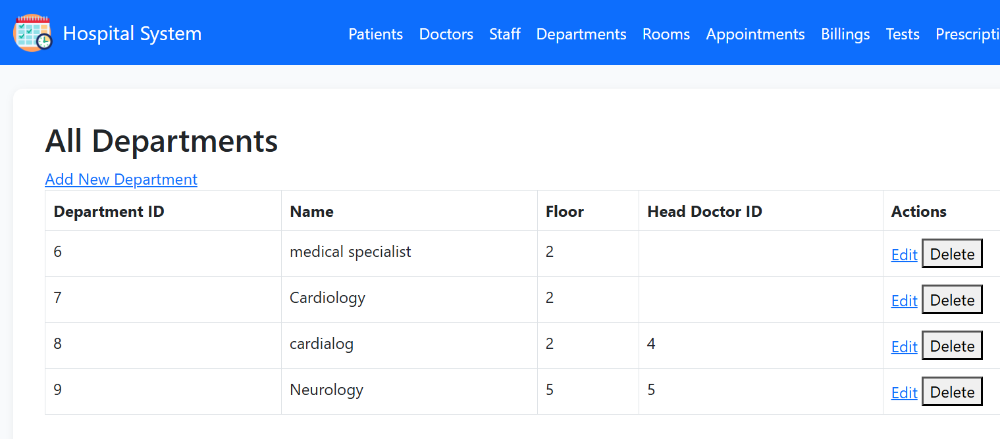 Hospital System Patients Doctors Staff Departments Rooms Appointments Billings Tests Prescripti
All Departments
Add New Department
Department ID Name Floor Head Doctor ID Actions
6 medical specialist 2 Edit Delete
7 Cardiology 2 Edit Delete
8 cardialog 2 4 Edit Delete
9 Neurology 5 5 Edit Delete